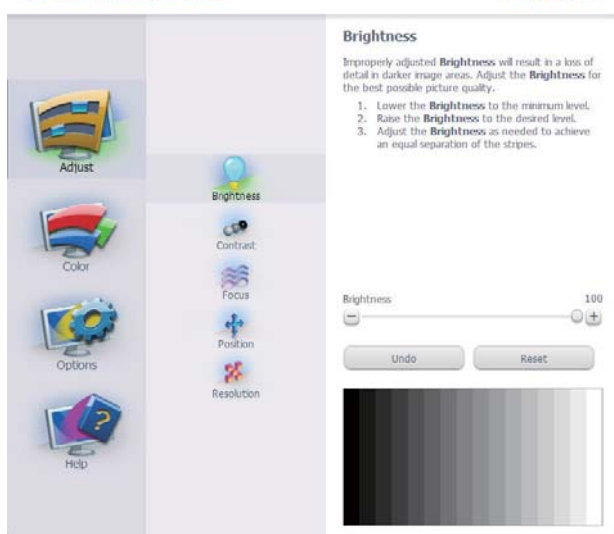 Adjust
Color
Options
Help
Brightness
Contrast
Focus
Position
Resolution
Brightness
Improperly adjusted Brightness will result in a loss of
detail in darker image areas. Adjust the Brightness for
the best possible picture quality.
1. Lower the Brightness to the minimum level.
2. Raise the Brightness to the desired level.
3. Adjust the Brightness as needed to achieve
an equal separation of the stripes.
Brightness 100
Undo Reset